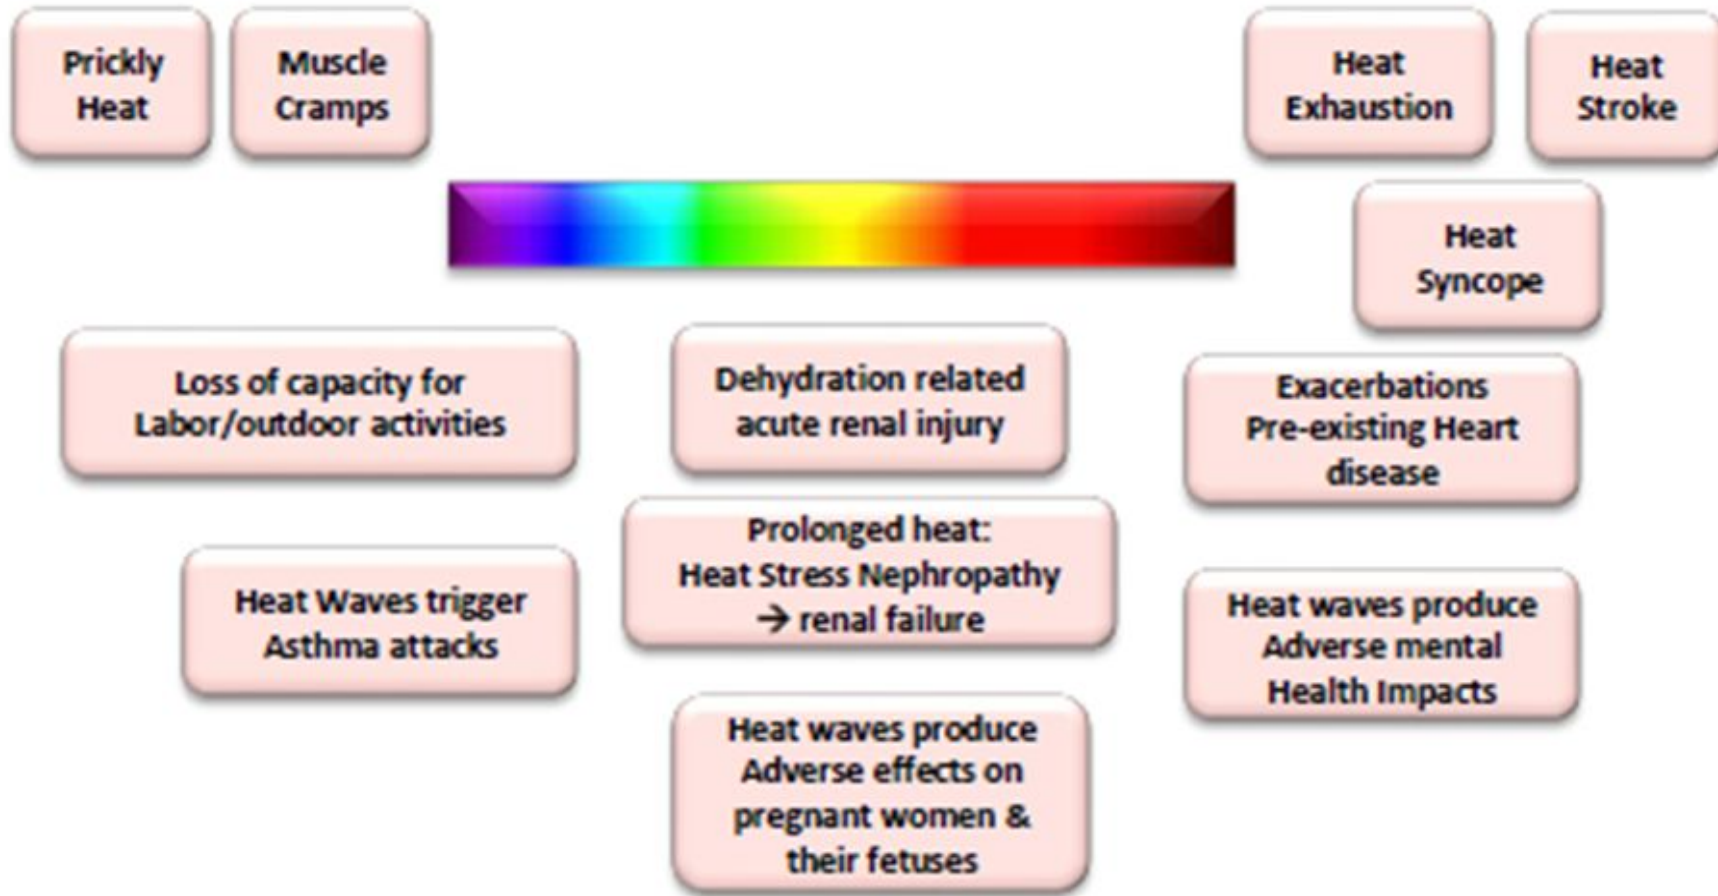 Prickly
Heat
Muscle
Cramps
Heat
Exhaustion
Heat
Stroke
Heat
Syncope
Loss of capacity for
Labor/outdoor activities
Dehydration related
acute renal injury
Exacerbations
Pre-existing Heart
disease
Heat Waves trigger
Asthma attacks
Prolonged heat:
Heat Stress Nephropathy
→ renal failure
Heat waves produce
Adverse mental
Health Impacts
Heat waves produce
Adverse effects on
pregnant women &
their fetuses